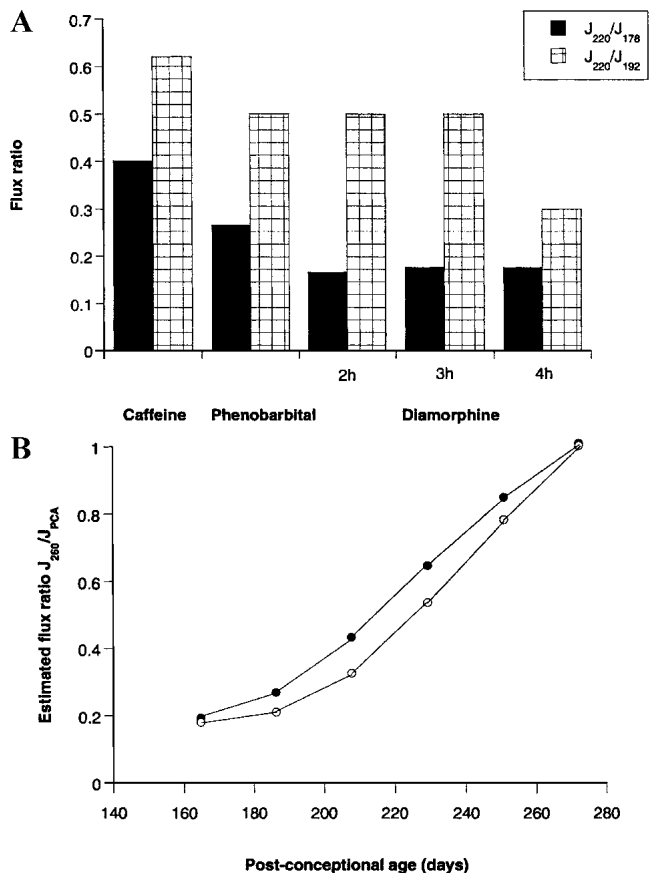 A
Flux ratio
0.7
0.6
0.5
0.4
0.3
0.2
0.1
0
J220/J178
J220/J192
2h 3h 4h
Caffeine Phenobarbital Diamorphine
B
Estimated flux ratio J260/JPCA
1
0.8
0.6
0.4
0.2
0
140 160 180 200 220 240 260 280
Post-conceptional age (days)